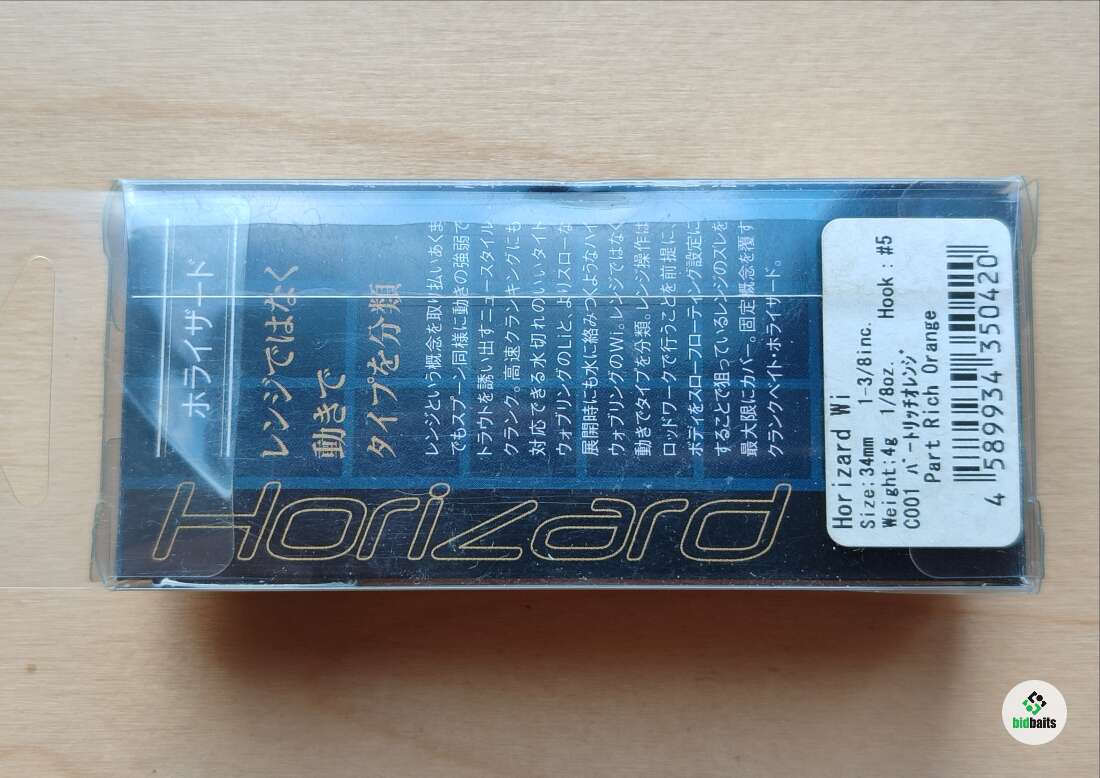 ホライザード
レンジではなく
動きで
タイプを分類
レンジという概念を取り払い、あくま
でもスプーン同様に動きの強弱で
トラウトを誘い出すニュースタイル
クランク。高速クランキングにも
対応できる水切れのいいタイト
ウォブリングのLiと、よりスローな
展開時にも水に絡みつくようなハイ
ウォブリングのWi。レンジではなく
動きでタイプを分類。レンジ操作は
ロッドワークで行うことを前提に、
ボディをスローフローティング設定に
することで狙っているレンジのズレを
最大限にカバー。固定概念を覆す
クランクベイト・ホライザード。
Horizard
Horizard Wi
Size:34mm 1-3/8inc.
Weight:4g 1/8oz. Hook : #5
C001 パートリッチオレンジ
Part Rich Orange
4 589934 350420
bidbaits